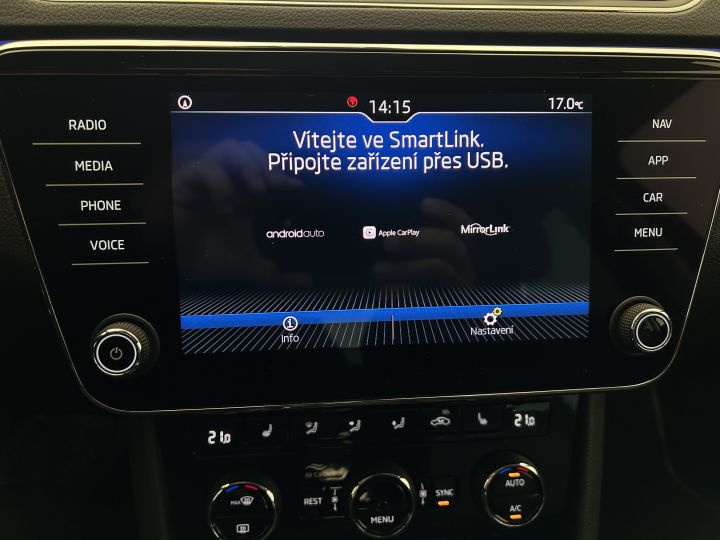 14:15
17.0°C
Vítejte ve SmartLink.
Připojte zařízení přes USB.
androidauto
Apple CarPlay
MirrorLink
Info
Nastavení
RADIO
MEDIA
PHONE
VOICE
NAV
APP
CAR
MENU
21.0
21.0
MAX
REST
MENU
SYNC
AUTO
A/C